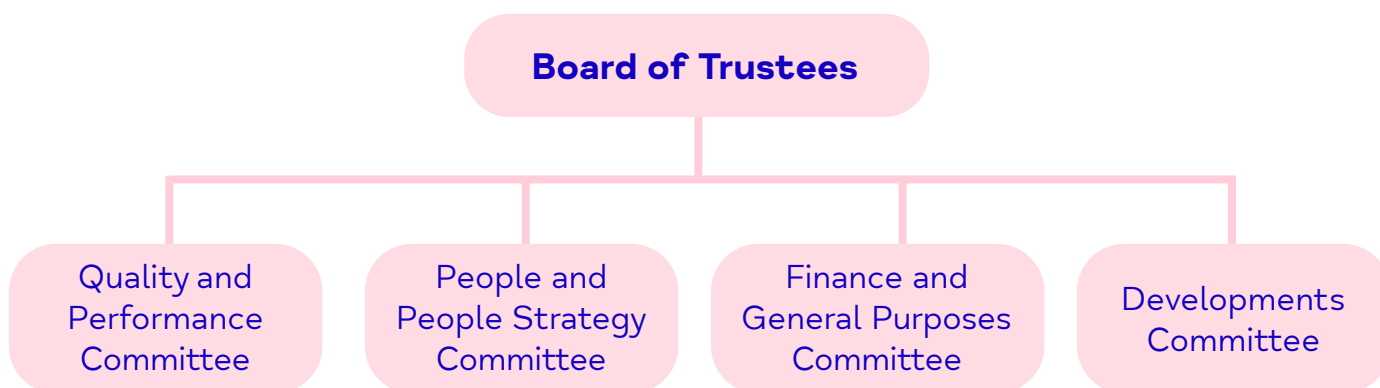 Board of Trustees
Quality and
Performance
Committee
People and
People Strategy
Committee
Finance and
General Purposes
Committee
Developments
Committee